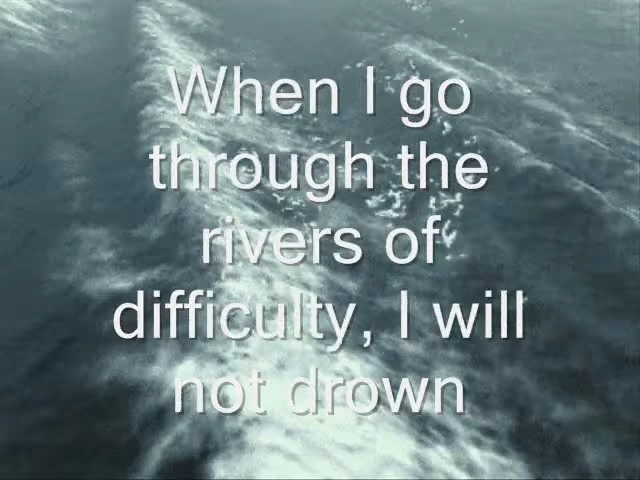 When I go
through the
rivers of
difficulty, I will
not drown